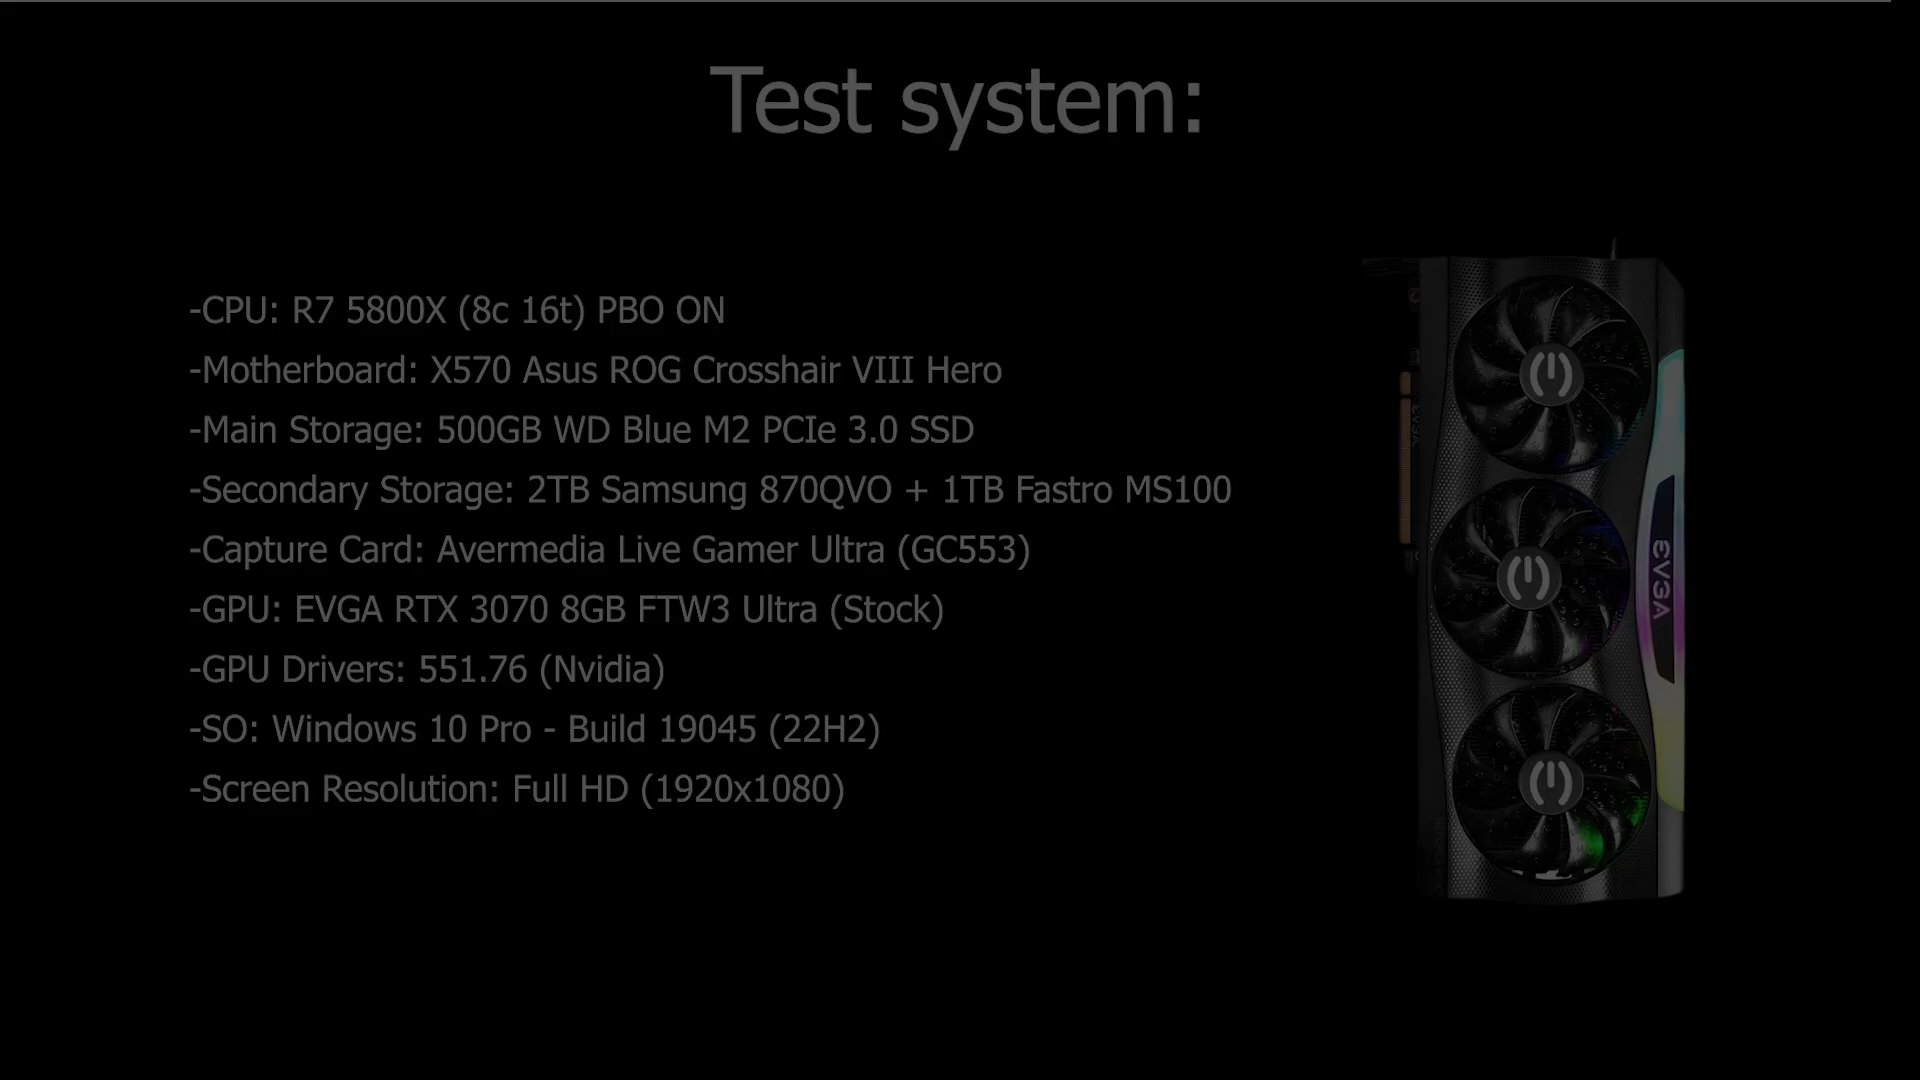 Test system:
-CPU: R7 5800X (8c 16t) PBO ON
-Motherboard: X570 Asus ROG Crosshair VIII Hero
-Main Storage: 500GB WD Blue M2 PCIe 3.0 SSD
-Secondary Storage: 2TB Samsung 870QVO + 1TB Fastro MS100
-Capture Card: Avermedia Live Gamer Ultra (GC553)
-GPU: EVGA RTX 3070 8GB FTW3 Ultra (Stock)
-GPU Drivers: 551.76 (Nvidia)
-SO: Windows 10 Pro - Build 19045 (22H2)
-Screen Resolution: Full HD (1920x1080)
EVGA